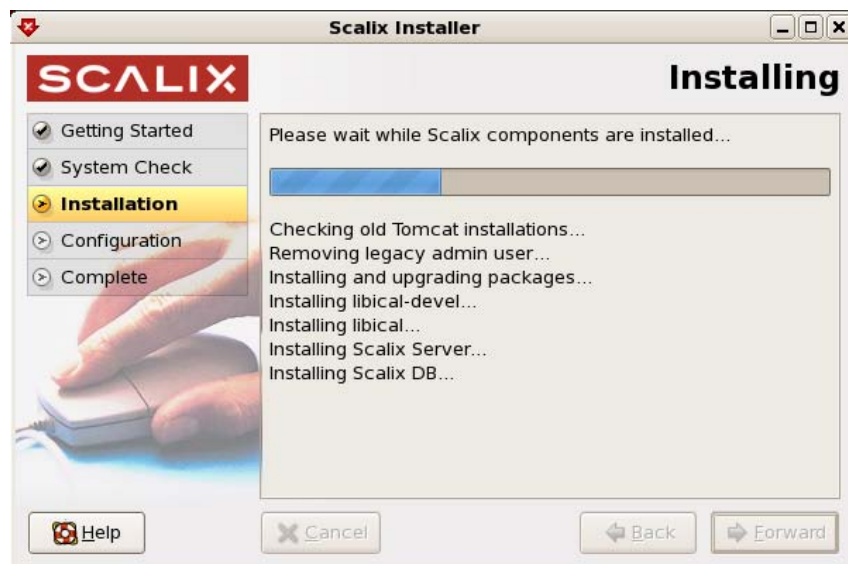 Scalix Installer
SCALIX
Installing
Getting Started
System Check
Installation
Configuration
Complete
Please wait while Scalix components are installed...
Checking old Tomcat installations...
Removing legacy admin user...
Installing and upgrading packages...
Installing libical-devel...
Installing libical...
Installing Scalix Server...
Installing Scalix DB...
Help
Cancel
Back
Forward